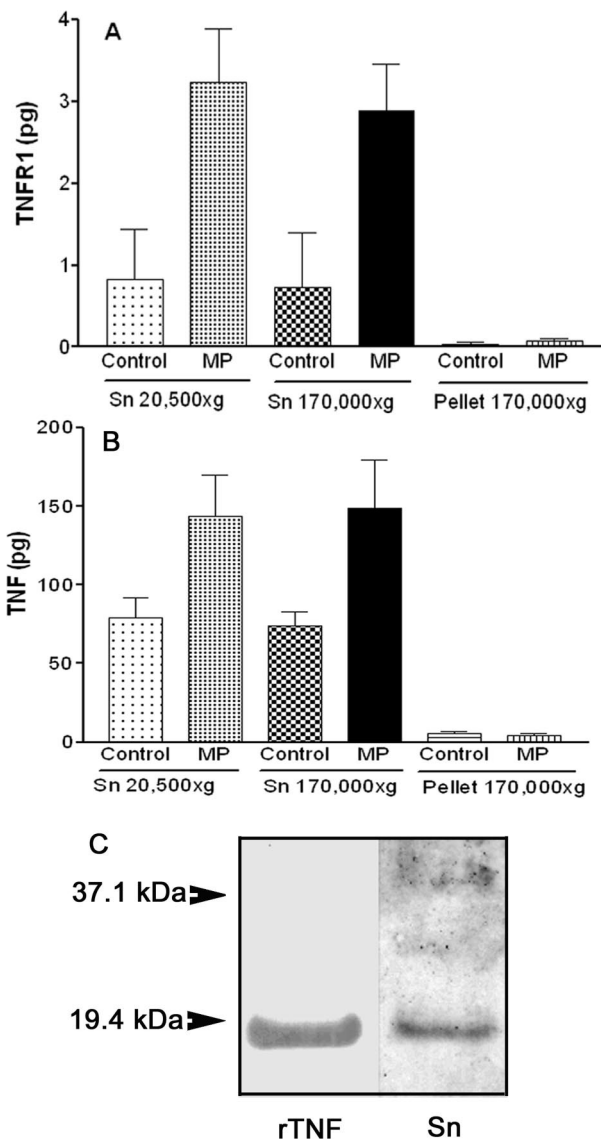 A
TNFR1 (pg)
4
3
2
1
0
Control MP Control MP Control MP
Sn 20,500xg Sn 170,000xg Pellet 170,000xg
B
TNF (pg)
200
150
100
50
0
Control MP Control MP Control MP
Sn 20,500xg Sn 170,000xg Pellet 170,000xg
C
37.1 kDa
19.4 kDa
rTNF Sn